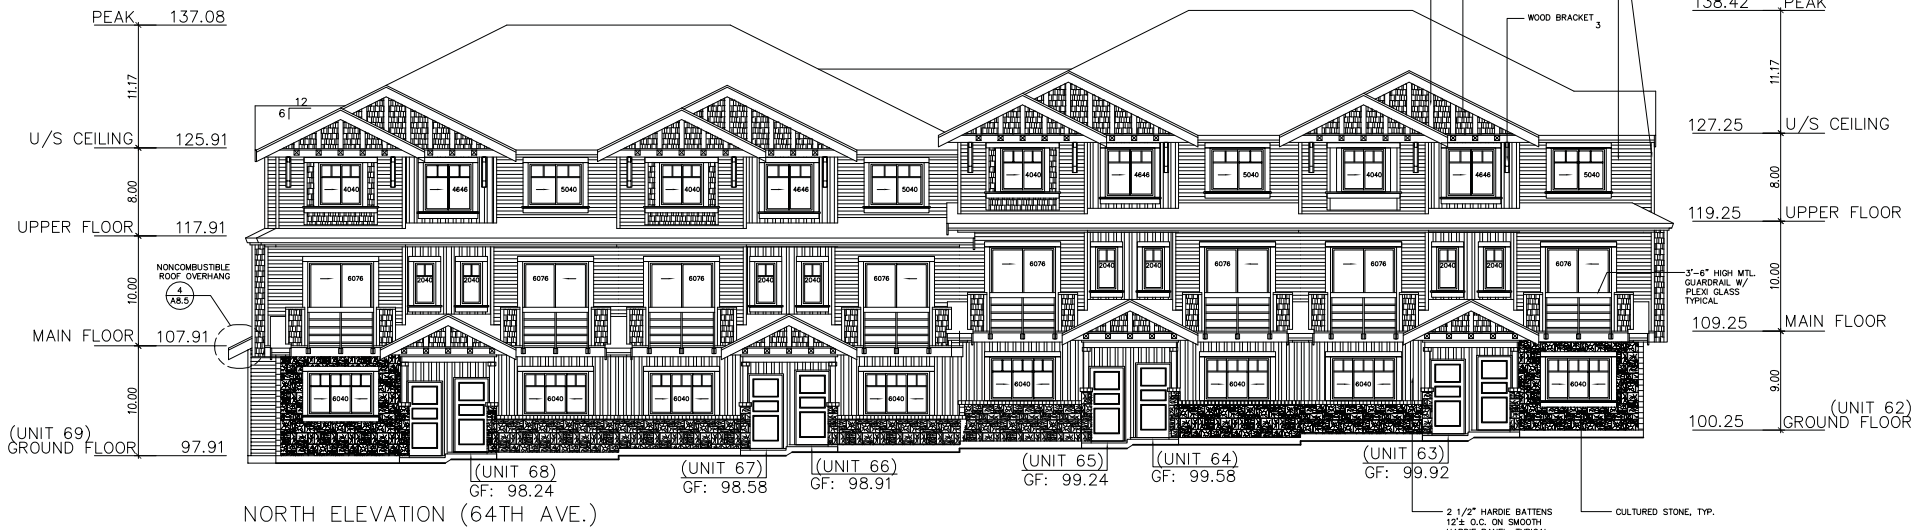 PEAK 137.08
11.17
U/S CEILING 125.91
8.00
UPPER FLOOR 117.91
NONCOMBUSTIBLE
ROOF OVERHANG
4
A8.5
10.00
MAIN FLOOR 107.91
10.00
(UNIT 69)
GROUND FLOOR 97.91
12
6
WOOD BRACKET 3
4040 4646 5040 4040 4646 5040 4040 4646 5040 4040 4646 5040
6076 2040 2040 6076 6076 2040 2040 6076 6076 2040 2040 6076 6076 2040 2040 6076
6040 6040 6040 6040 6040 6040 6040 6040
138.42 PEAK
11.17
127.25 U/S CEILING
8.00
119.25 UPPER FLOOR
3'-6" HIGH MTL.
GUARDRAIL W/
PLEXI GLASS
TYPICAL
10.00
109.25 MAIN FLOOR
9.00
(UNIT 62)
100.25 GROUND FLOOR
(UNIT 68)
GF: 98.24
(UNIT 67)
GF: 98.58
(UNIT 66)
GF: 98.91
(UNIT 65)
GF: 99.24
(UNIT 64)
GF: 99.58
(UNIT 63)
GF: 99.92
NORTH ELEVATION (64TH AVE.)
2 1/2" HARDIE BATTENS
12'± O.C. ON SMOOTH
HARDIE PANEL, TYPICAL
CULTURED STONE, TYP.